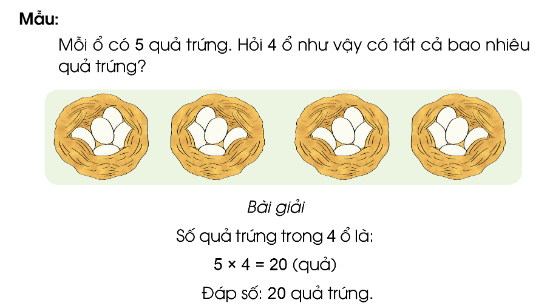 Mẫu:
Mỗi ổ có 5 quả trứng. Hỏi 4 ổ như vậy có tất cả bao nhiêu
quả trứng?
Bài giải
Số quả trứng trong 4 ổ là:
5 × 4 = 20 (quả)
Đáp số: 20 quả trứng.